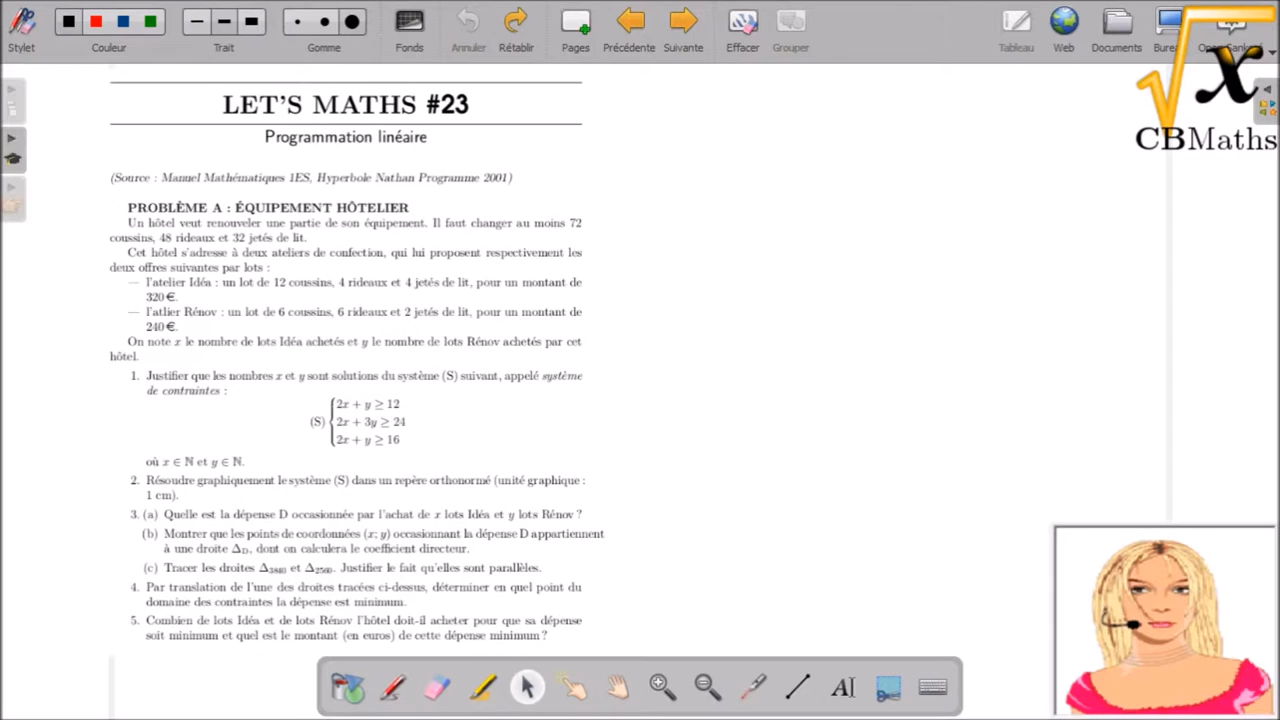 Stylet
Couleur
Trait
Gomme
Fonds
Annuler
Rétablir
Pages
Précédente
Suivante
Effacer
Grouper
Tableau
Web
Documents
√x
CBMaths
LET'S MATHS #23
Programmation linéaire
(Source : Manuel Mathématiques 1ES, Hyperbole Nathan Programme 2001)
PROBLÈME A : ÉQUIPEMENT HÔTELIER
Un hôtel veut renouveler une partie de son équipement. Il faut changer au moins 72
coussins, 48 rideaux et 32 jetés de lit.
Cet hôtel s'adresse à deux ateliers de confection, qui lui proposent respectivement les
deux offres suivantes par lots :
— l'atelier Idéa : un lot de 12 coussins, 4 rideaux et 4 jetés de lit, pour un montant de
320 €.
— l'atlier Rénov : un lot de 6 coussins, 6 rideaux et 2 jetés de lit, pour un montant de
240 €.
On note x le nombre de lots Idéa achetés et y le nombre de lots Rénov achetés par cet
hôtel.
1. Justifier que les nombres x et y sont solutions du système (S) suivant, appelé système
de contraintes :
2x + y ≥ 12
(S) { 2x + 3y ≥ 24
2x + y ≥ 16
où x ∈ ℕ et y ∈ ℕ.
2. Résoudre graphiquement le système (S) dans un repère orthonormé (unité graphique :
1 cm).
3. (a) Quelle est la dépense D occasionnée par l'achat de x lots Idéa et y lots Rénov ?
(b) Montrer que les points de coordonnées (x; y) occasionnant la dépense D appartiennent
à une droite Δ_D, dont on calculera le coefficient directeur.
(c) Tracer les droites Δ_3840 et Δ_2560. Justifier le fait qu'elles sont parallèles.
4. Par translation de l'une des droites tracées ci-dessus, déterminer en quel point du
domaine des contraintes la dépense est minimum.
5. Combien de lots Idéa et de lots Rénov l'hôtel doit-il acheter pour que sa dépense
soit minimum et quel est le montant (en euros) de cette dépense minimum ?